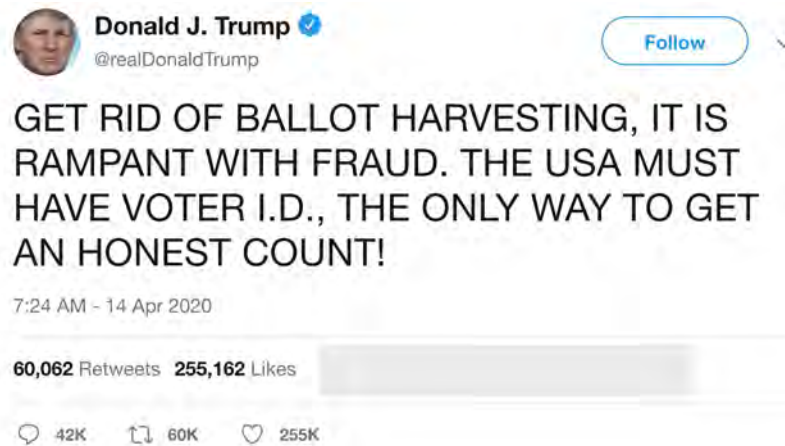 Donald J. Trump
@realDonaldTrump
Follow
GET RID OF BALLOT HARVESTING, IT IS
RAMPANT WITH FRAUD. THE USA MUST
HAVE VOTER I.D., THE ONLY WAY TO GET
AN HONEST COUNT!
7:24 AM - 14 Apr 2020
60,062 Retweets 255,162 Likes
42K 60K 255K